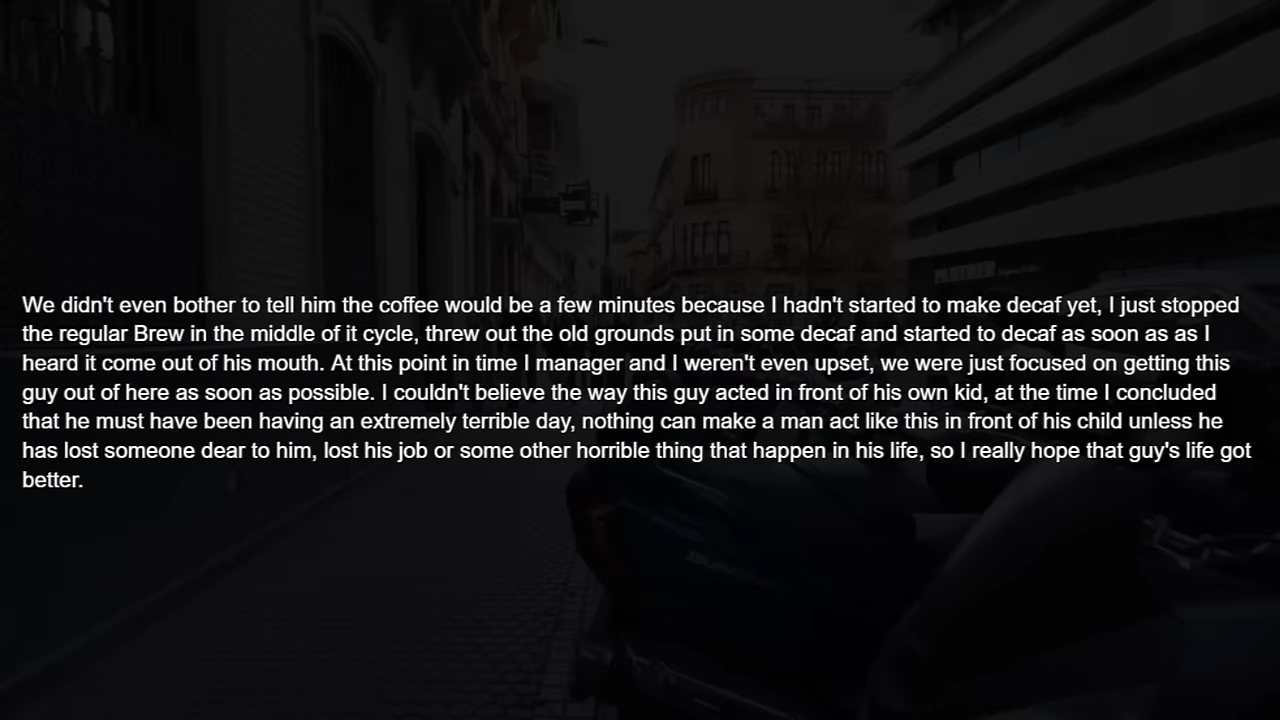 We didn't even bother to tell him the coffee would be a few minutes because I hadn't started to make decaf yet, I just stopped
the regular Brew in the middle of it cycle, threw out the old grounds put in some decaf and started to decaf as soon as as I
heard it come out of his mouth. At this point in time I manager and I weren't even upset, we were just focused on getting this
guy out of here as soon as possible. I couldn't believe the way this guy acted in front of his own kid, at the time I concluded
that he must have been having an extremely terrible day, nothing can make a man act like this in front of his child unless he
has lost someone dear to him, lost his job or some other horrible thing that happen in his life, so I really hope that guy's life got
better.